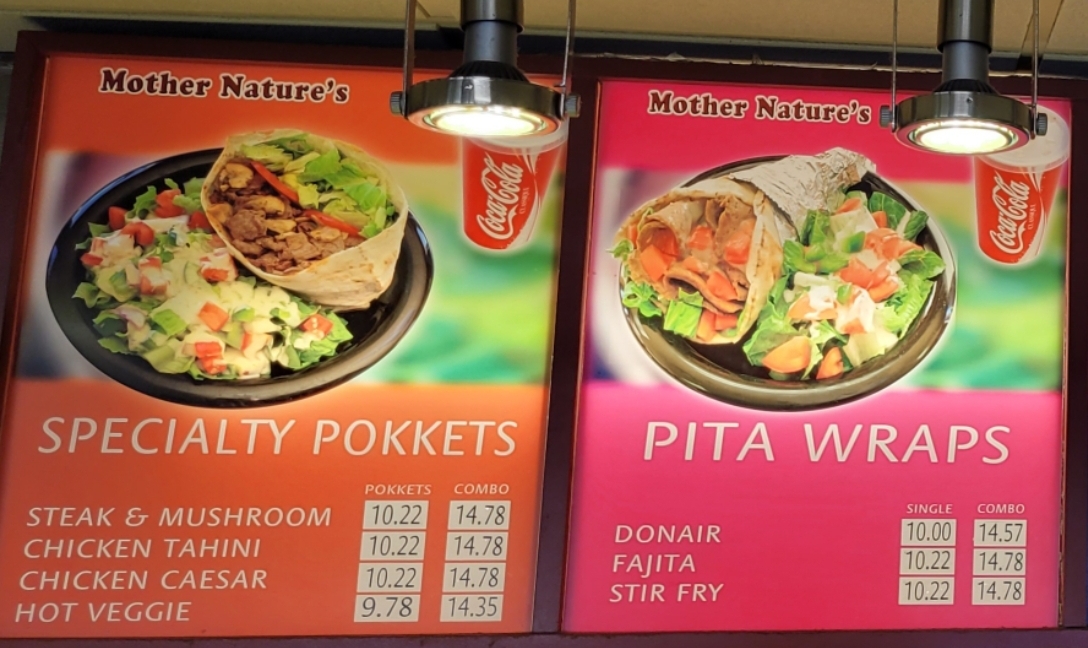 Mother Nature's
Coca-Cola
SPECIALTY POKKETS
POKKETS COMBO
STEAK & MUSHROOM 10.22 14.78
CHICKEN TAHINI 10.22 14.78
CHICKEN CAESAR 10.22 14.78
HOT VEGGIE 9.78 14.35
Mother Nature's
Coca-Cola
PITA WRAPS
SINGLE COMBO
DONAIR 10.00 14.57
FAJITA 10.22 14.78
STIR FRY 10.22 14.78